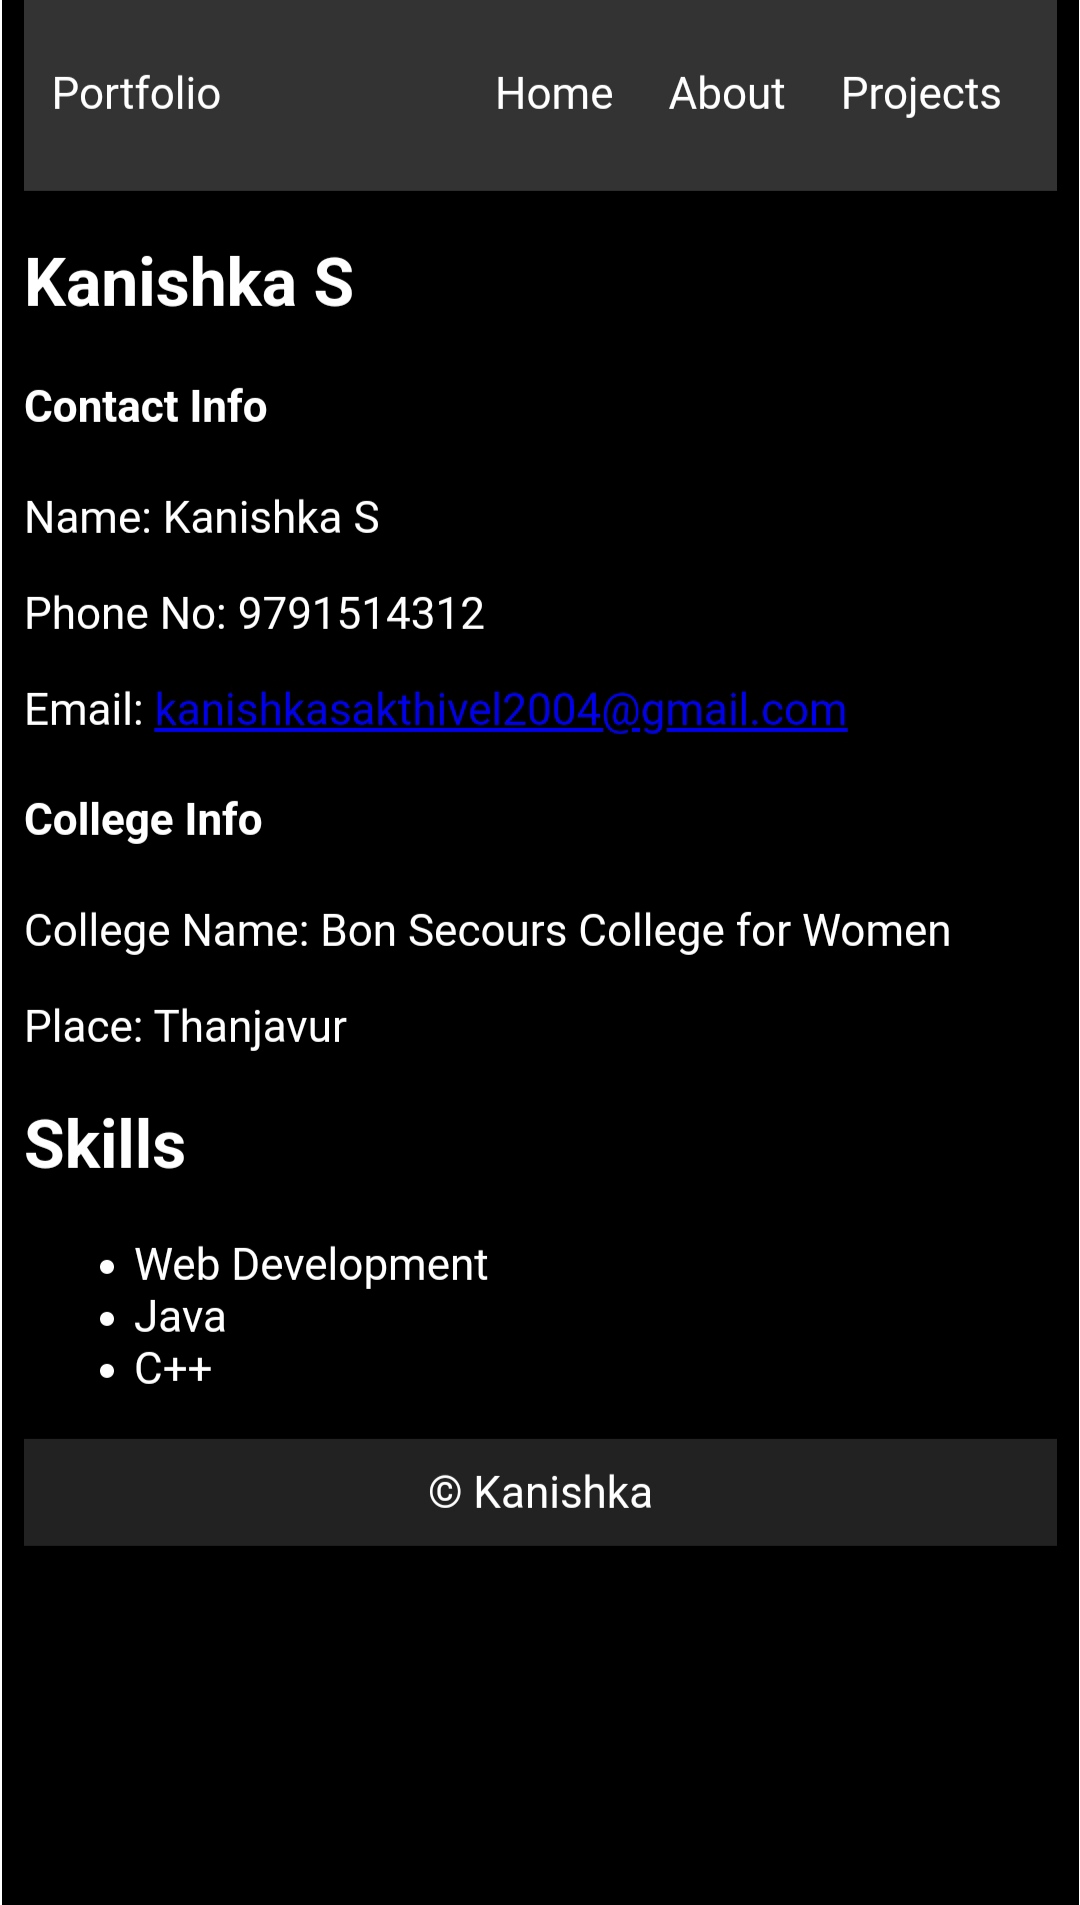 Portfolio Home About Projects
Kanishka S
Contact Info
Name: Kanishka S
Phone No: 9791514312
Email: kanishkasakthivel2004@gmail.com
College Info
College Name: Bon Secours College for Women
Place: Thanjavur
Skills
• Web Development
• Java
• C++
© Kanishka